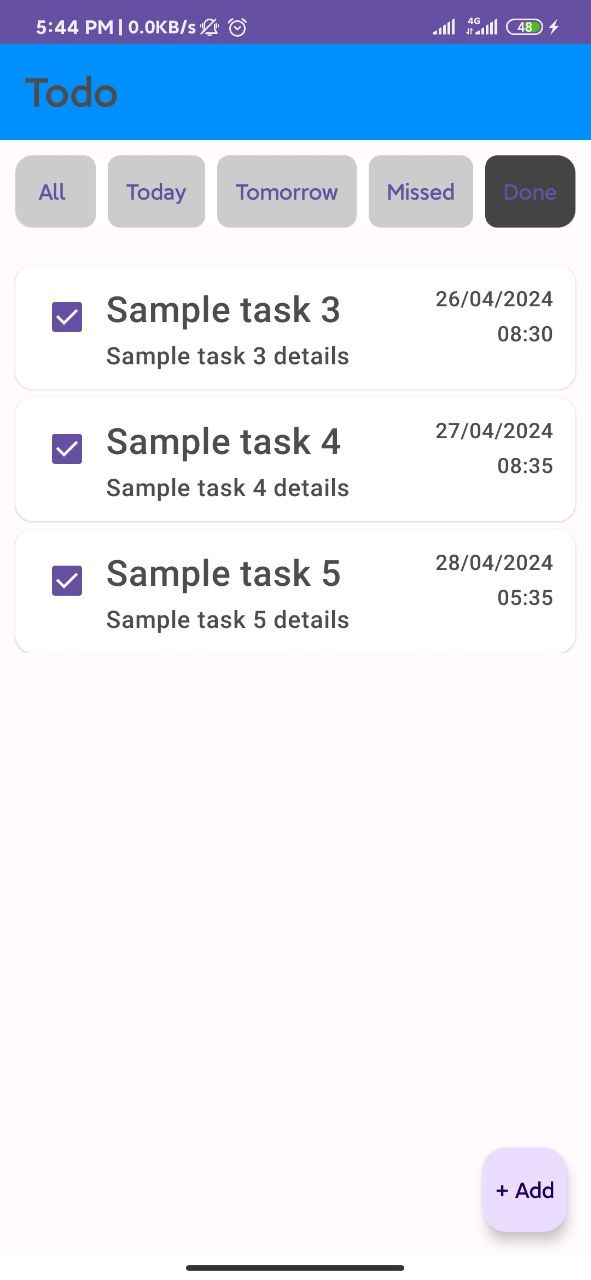 5:44 PM | 0.0KB/s 4G 48
Todo
All Today Tomorrow Missed Done
Sample task 3 26/04/2024
08:30
Sample task 3 details
Sample task 4 27/04/2024
08:35
Sample task 4 details
Sample task 5 28/04/2024
05:35
Sample task 5 details
+ Add